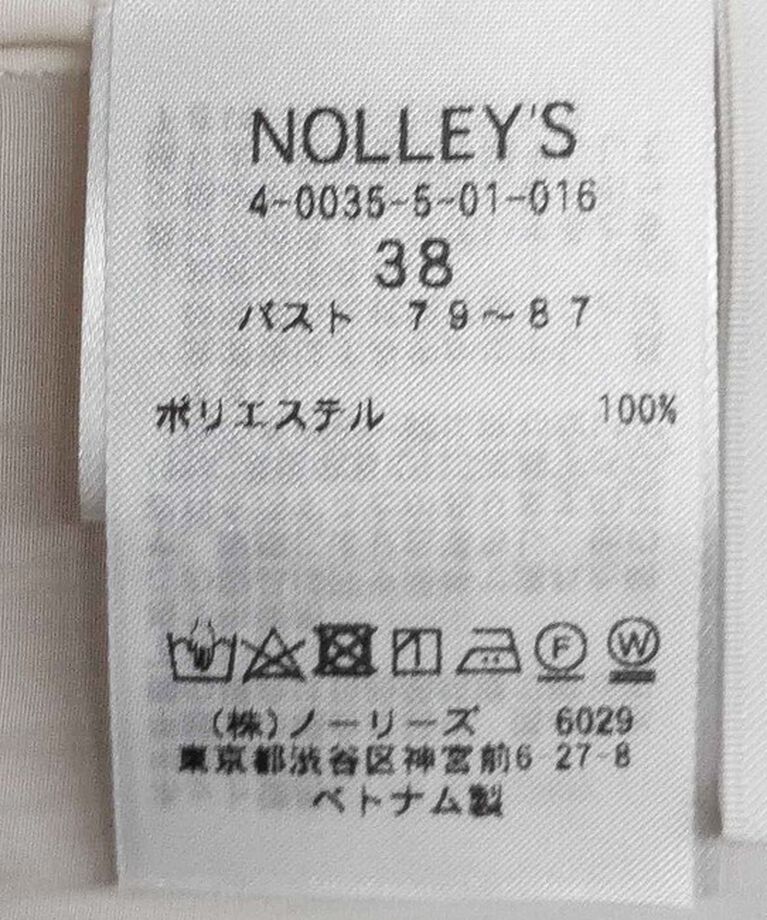 NOLLEY'S
4-0035-5-01-016
38
バスト 79~87
ポリエステル 100%
F W
(株)ノーリーズ 6029
東京都渋谷区神宮前6 27-8
ベトナム製